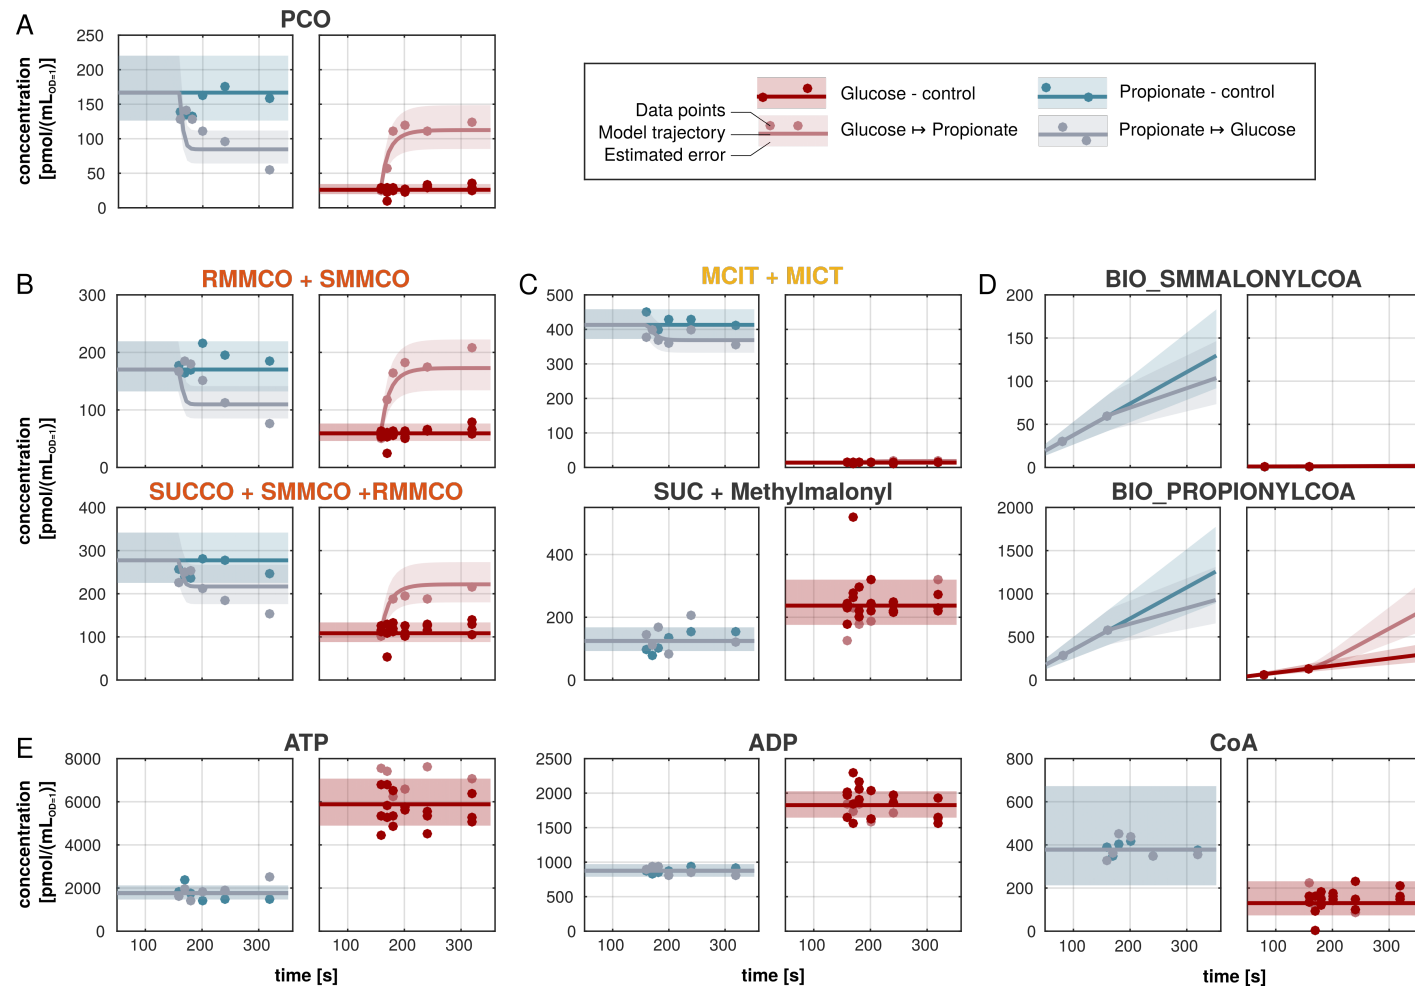 A
PCO
concentration
[pmol/(mL_OD=1)]
250
200
150
100
50
0
Data points
Model trajectory
Estimated error
Glucose - control
Glucose ↦ Propionate
Propionate - control
Propionate ↦ Glucose
B
RMMCO + SMMCO
300
200
100
0
C
MCIT + MICT
500
400
300
200
100
0
D
BIO_SMMALONYLCOA
200
150
100
50
0
concentration
[pmol/(mL_OD=1)]
SUCCO + SMMCO +RMMCO
400
300
200
100
0
SUC + Methylmalonyl
400
200
0
BIO_PROPIONYLCOA
2000
1500
1000
500
0
E
ATP
concentration
[pmol/(mL_OD=1)]
8000
6000
4000
2000
0
100 200 300 100 200 300
time [s]
ADP
2500
2000
1500
1000
500
0
100 200 300 100 200 300
time [s]
CoA
800
600
400
200
0
100 200 300 100 200 300
time [s]